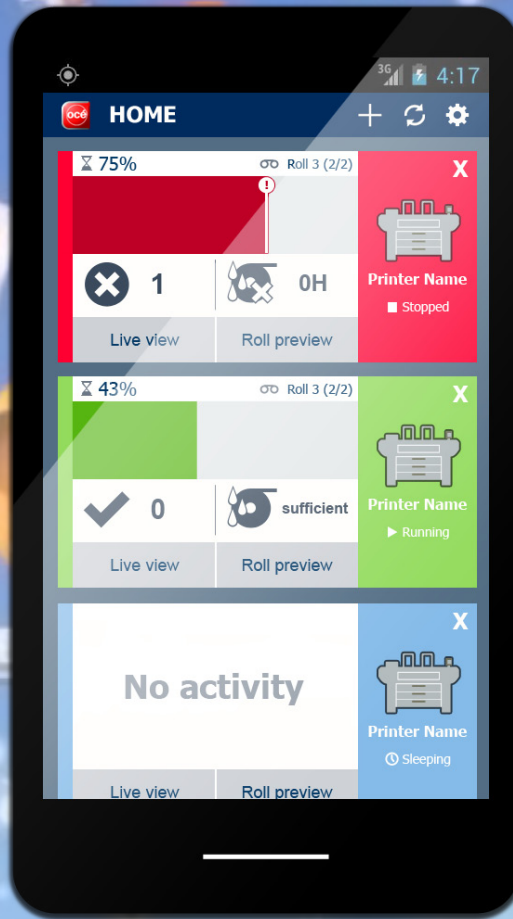 3G 4:17
océ HOME
75% Roll 3 (2/2) X
!
1 0H Printer Name
Stopped
Live view Roll preview
43% Roll 3 (2/2) X
0 sufficient Printer Name
Running
Live view Roll preview
X
No activity
Printer Name
Sleeping
Live view Roll preview